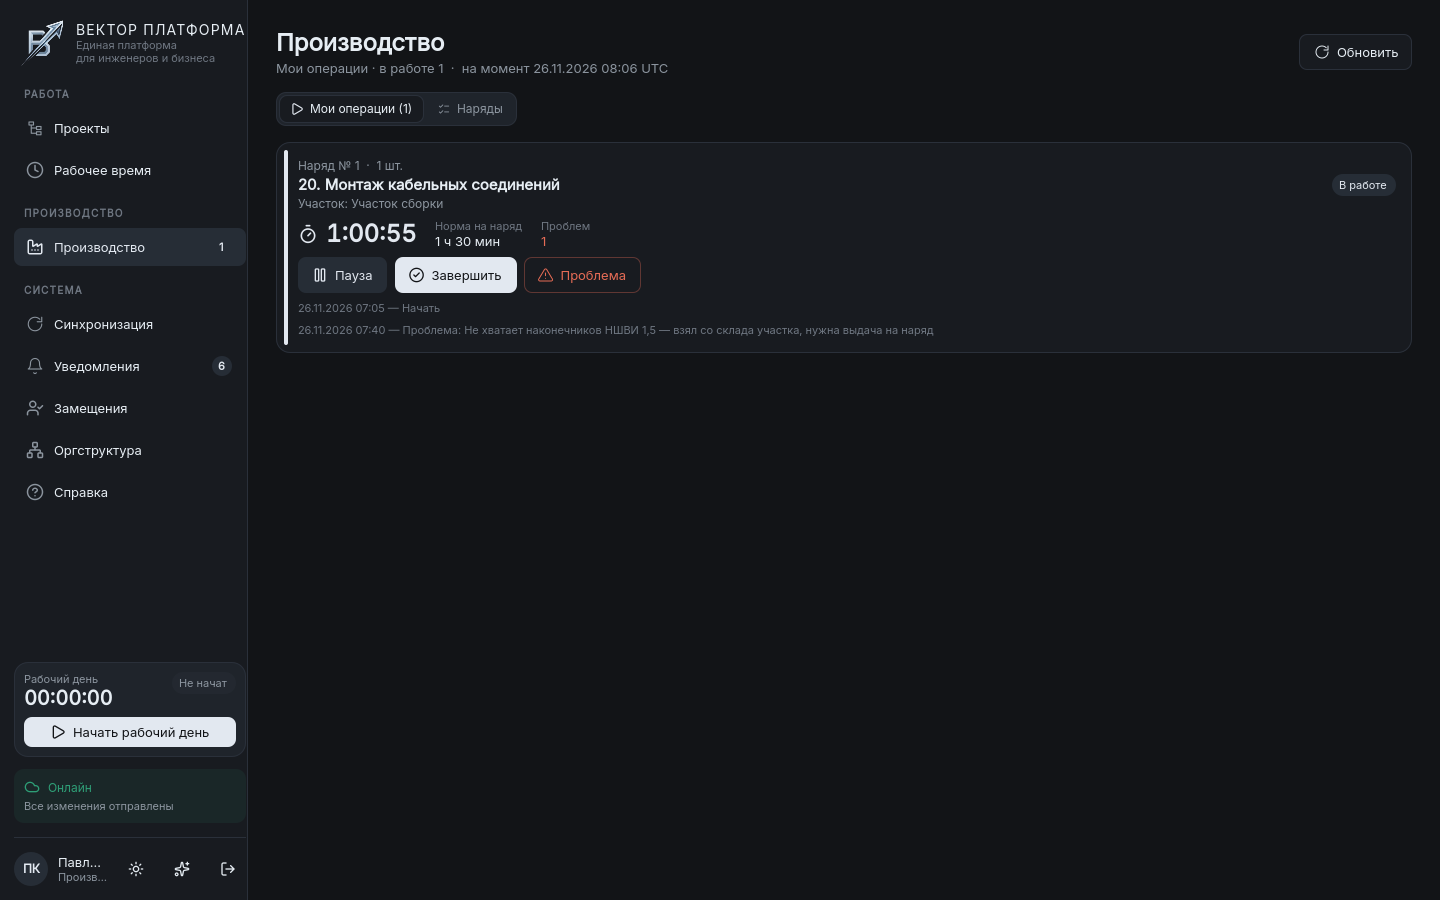 ВЕКТОР ПЛАТФОРМА
Единая платформа
для инженеров и бизнеса
РАБОТА
Проекты
Рабочее время
ПРОИЗВОДСТВО
Производство 1
СИСТЕМА
Синхронизация
Уведомления 6
Замещения
Оргструктура
Справка
Рабочий день
Не начат
00:00:00
Начать рабочий день
Онлайн
Все изменения отправлены
ПК
Павл...
Произв...
Производство
Мои операции · в работе 1 · на момент 26.11.2026 08:06 UTC
Обновить
Мои операции (1) Наряды
Наряд № 1 · 1 шт.
20. Монтаж кабельных соединений
Участок: Участок сборки
В работе
1:00:55
Норма на наряд
1 ч 30 мин
Проблем
1
Пауза Завершить Проблема
26.11.2026 07:05 — Начать
26.11.2026 07:40 — Проблема: Не хватает наконечников НШВИ 1,5 — взял со склада участка, нужна выдача на наряд